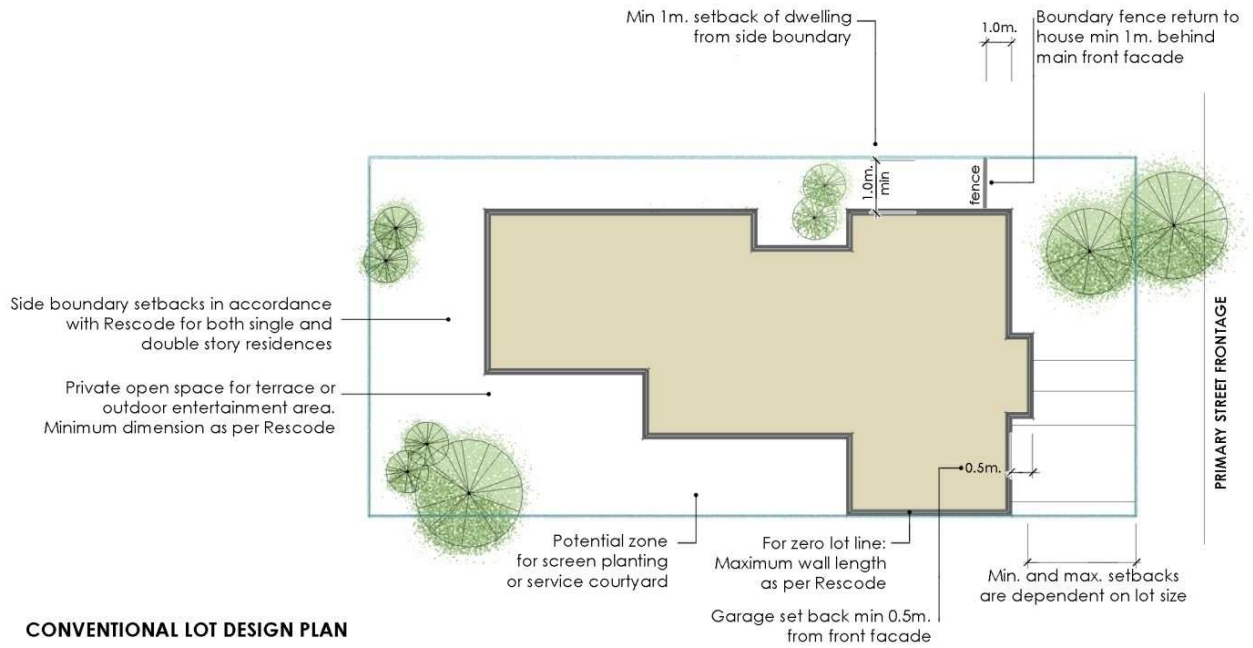 Min 1m. setback of dwelling
from side boundary
1.0m.
Boundary fence return to
house min 1m. behind
main front facade
1.0m.
min
fence
Side boundary setbacks in accordance
with Rescode for both single and
double story residences
Private open space for terrace or
outdoor entertainment area.
Minimum dimension as per Rescode
PRIMARY STREET FRONTAGE
0.5m.
Potential zone
for screen planting
or service courtyard
For zero lot line:
Maximum wall length
as per Rescode
Garage set back min 0.5m.
from front facade
Min. and max. setbacks
are dependent on lot size
CONVENTIONAL LOT DESIGN PLAN